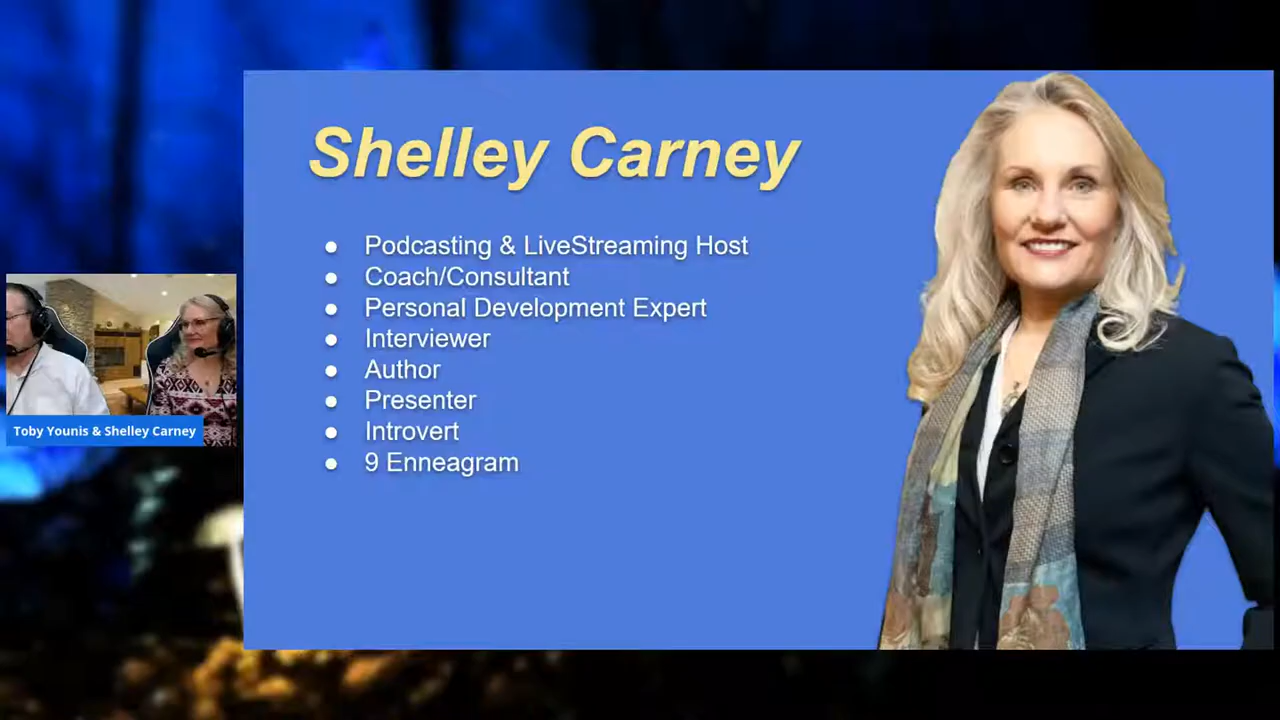 Shelley Carney
● Podcasting & LiveStreaming Host
● Coach/Consultant
● Personal Development Expert
● Interviewer
● Author
● Presenter
● Introvert
● 9 Enneagram
Toby Younis & Shelley Carney